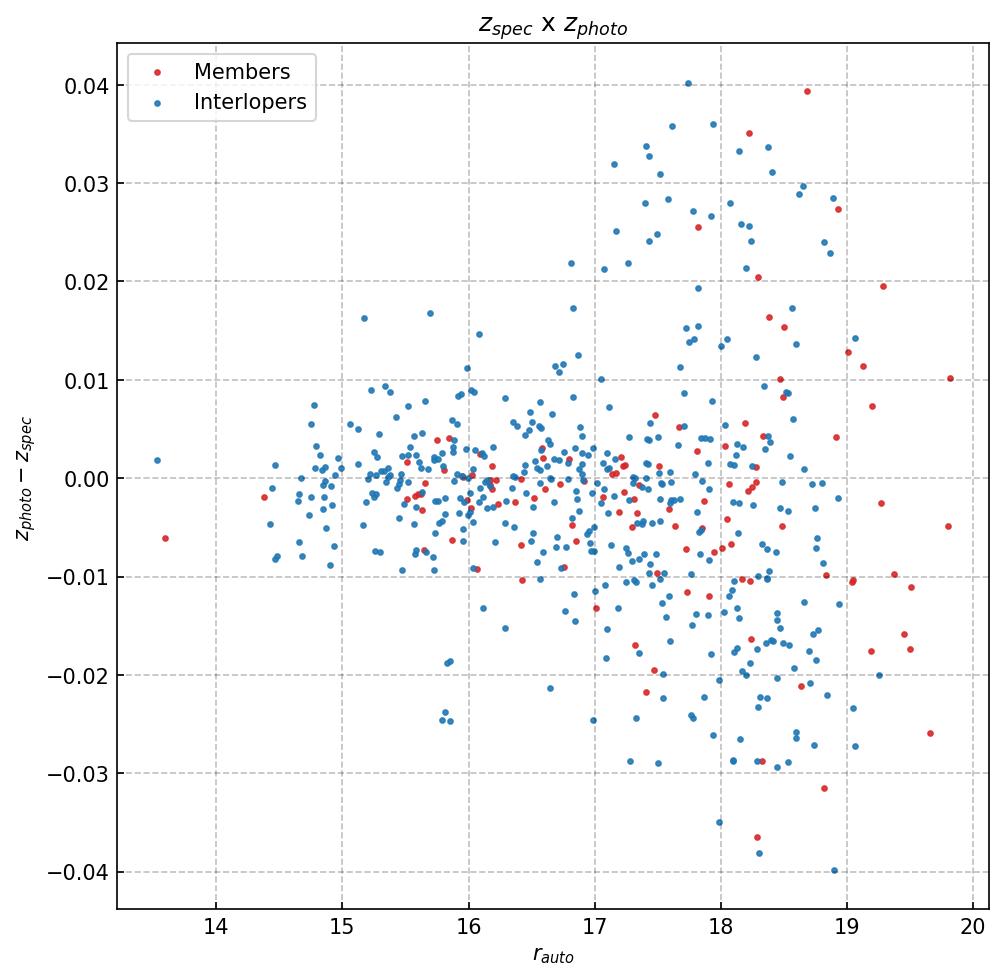 z_spec x z_photo
Members
Interlopers
0.04
0.03
0.02
0.01
0.00
−0.01
−0.02
−0.03
−0.04
z_photo − z_spec
14 15 16 17 18 19 20
r_auto